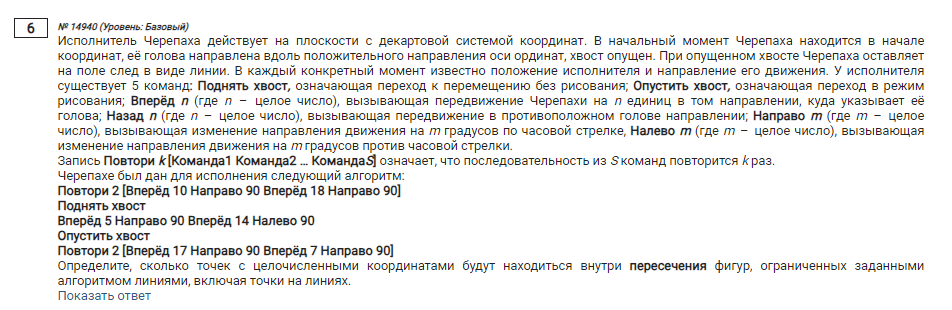 6
№ 14940 (Уровень: Базовый)
Исполнитель Черепаха действует на плоскости с декартовой системой координат. В начальный момент Черепаха находится в начале
координат, её голова направлена вдоль положительного направления оси ординат, хвост опущен. При опущенном хвосте Черепаха оставляет
на поле след в виде линии. В каждый конкретный момент известно положение исполнителя и направление его движения. У исполнителя
существует 5 команд: Поднять хвост, означающая переход к перемещению без рисования; Опустить хвост, означающая переход в режим
рисования; Вперёд n (где n – целое число), вызывающая передвижение Черепахи на n единиц в том направлении, куда указывает её
голова; Назад n (где n – целое число), вызывающая передвижение в противоположном голове направлении; Направо m (где m – целое
число), вызывающая изменение направления движения на m градусов по часовой стрелке, Налево m (где m – целое число), вызывающая
изменение направления движения на m градусов против часовой стрелки.
Запись Повтори k [Команда1 Команда2 … КомандаS] означает, что последовательность из S команд повторится k раз.
Черепахе был дан для исполнения следующий алгоритм:
Повтори 2 [Вперёд 10 Направо 90 Вперёд 18 Направо 90]
Поднять хвост
Вперёд 5 Направо 90 Вперёд 14 Налево 90
Опустить хвост
Повтори 2 [Вперёд 17 Направо 90 Вперёд 7 Направо 90]
Определите, сколько точек с целочисленными координатами будут находиться внутри пересечения фигур, ограниченных заданными
алгоритмом линиями, включая точки на линиях.
Показать ответ